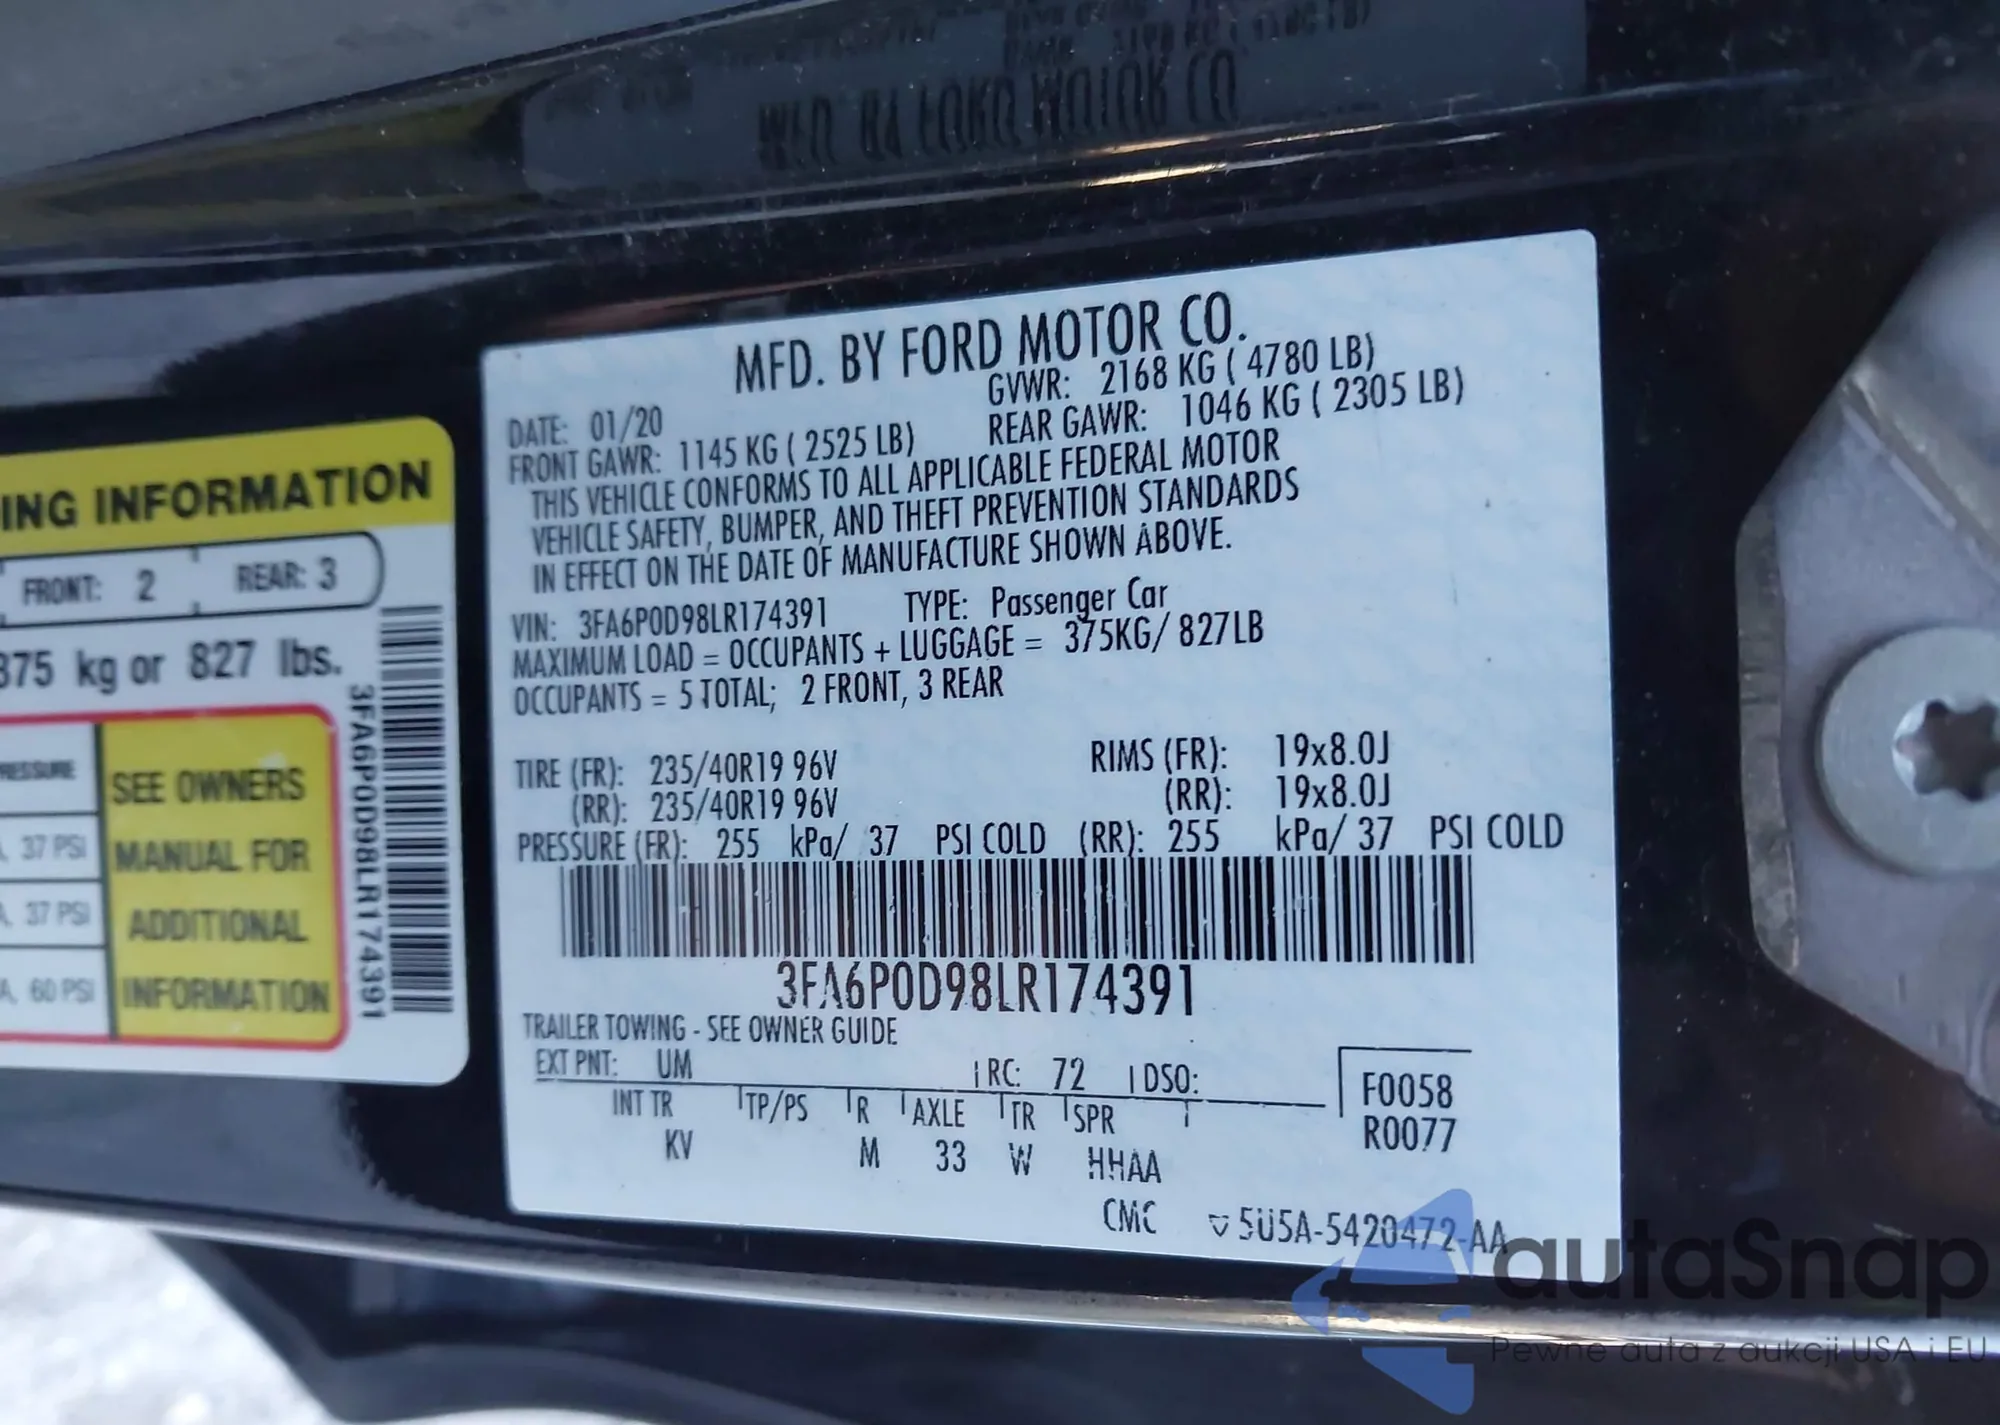 ING INFORMATION
FRONT: 2 REAR: 3
375 kg or 827 lbs.
RESSURE
37 PSI
37 PSI
60 PSI
SEE OWNERS
MANUAL FOR
ADDITIONAL
INFORMATION
3FA6P0D98LR174391
MFD. BY FORD MOTOR CO.
DATE: 01/20 GVWR: 2168 KG ( 4780 LB)
FRONT GAWR: 1145 KG ( 2525 LB) REAR GAWR: 1046 KG ( 2305 LB)
THIS VEHICLE CONFORMS TO ALL APPLICABLE FEDERAL MOTOR
VEHICLE SAFETY, BUMPER, AND THEFT PREVENTION STANDARDS
IN EFFECT ON THE DATE OF MANUFACTURE SHOWN ABOVE.
VIN: 3FA6P0D98LR174391 TYPE: Passenger Car
MAXIMUM LOAD = OCCUPANTS + LUGGAGE = 375KG/ 827LB
OCCUPANTS = 5 TOTAL; 2 FRONT, 3 REAR
TIRE (FR): 235/40R19 96V RIMS (FR): 19x8.0J
(RR): 235/40R19 96V (RR): 19x8.0J
PRESSURE (FR): 255 kPa/ 37 PSI COLD (RR): 255 kPa/ 37 PSI COLD
3FA6P0D98LR174391
TRAILER TOWING - SEE OWNER GUIDE
EXT PNT: UM RC: 72 DSO:
F0058
R0077
INT TR TP/PS R AXLE TR SPR
KV M 33 W HHAA
CMC 5U5A-5420472-AA
autoSnap
Pewne auta z aukcji USA i EU